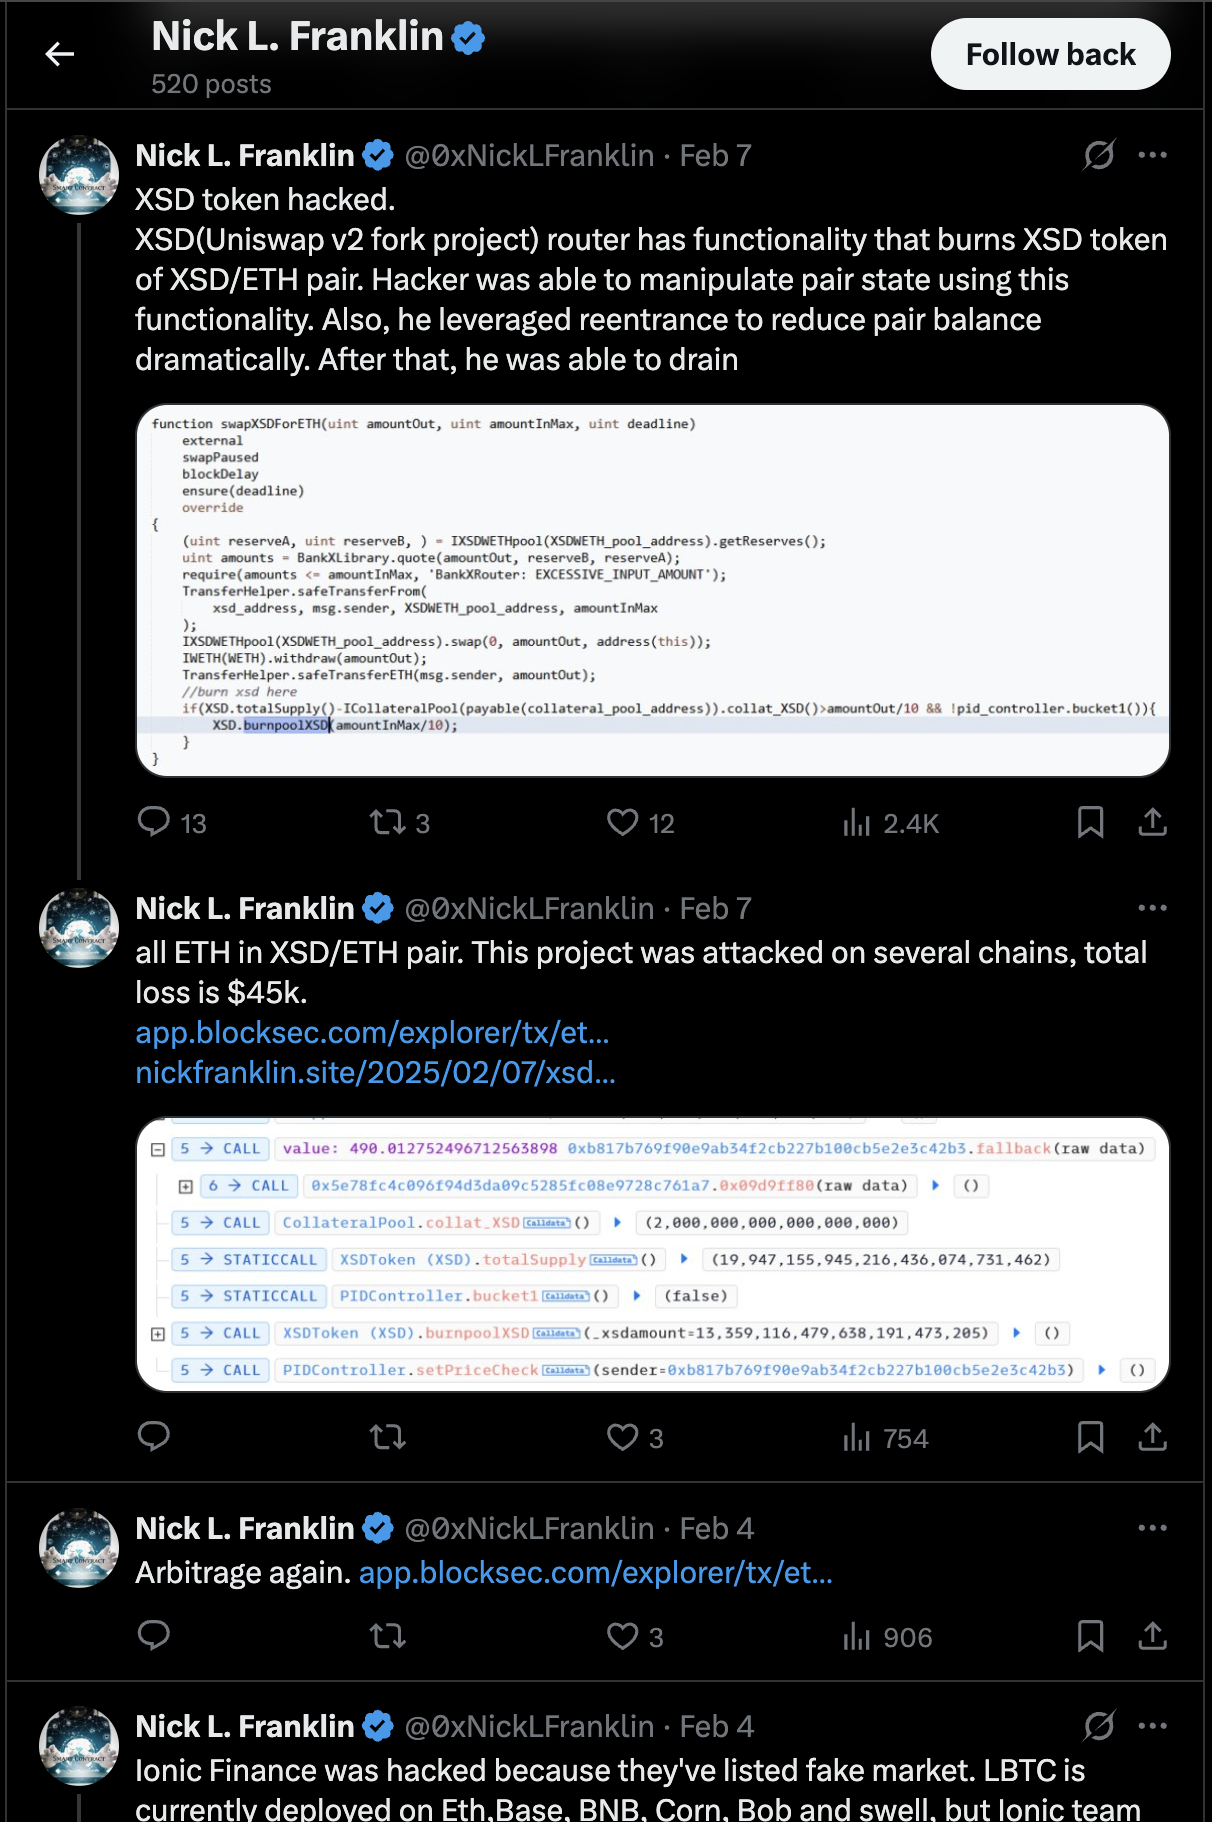 Nick L. Franklin
520 posts
Follow back
Nick L. Franklin @0xNickLFranklin · Feb 7
XSD token hacked.
XSD(Uniswap v2 fork project) router has functionality that burns XSD token
of XSD/ETH pair. Hacker was able to manipulate pair state using this
functionality. Also, he leveraged reentrance to reduce pair balance
dramatically. After that, he was able to drain
function swapXSDForETH(uint amountOut, uint amountInMax, uint deadline)
external
swapPaused
blockDelay
ensure(deadline)
override
{
(uint reserveA, uint reserveB, ) = IXSDWETHpool(XSDWETH_pool_address).getReserves();
uint amounts = BankXLibrary.quote(amountOut, reserveB, reserveA);
require(amounts <= amountInMax, 'BankXRouter: EXCESSIVE_INPUT_AMOUNT');
TransferHelper.safeTransferFrom(
xsd_address, msg.sender, XSDWETH_pool_address, amountInMax
);
IXSDWETHpool(XSDWETH_pool_address).swap(0, amountOut, address(this));
IWETH(WETH).withdraw(amountOut);
TransferHelper.safeTransferETH(msg.sender, amountOut);
//burn xsd here
if(XSD.totalSupply()-ICollateralPool(payable(collateral_pool_address)).collat_XSD()>amountOut/10 && !pid_controller.bucket1()){
XSD.burnpoolXSD(amountInMax/10);
}
}
13 3 12 2.4K
Nick L. Franklin @0xNickLFranklin · Feb 7
all ETH in XSD/ETH pair. This project was attacked on several chains, total
loss is $45k.
app.blocksec.com/explorer/tx/et...
nickfranklin.site/2025/02/07/xsd...
5 → CALL value: 490.012752496712563898 0xb817b769f90e9ab34f2cb227b100cb5e2e3c42b3.fallback(raw data)
6 → CALL 0x5e78fc4c096f94d3da09c5285fc08e9728c761a7.0x09d9ff80(raw data) ()
5 → CALL CollateralPool.collat_XSD Calldata () (2,000,000,000,000,000,000)
5 → STATICCALL XSDToken (XSD).totalSupply Calldata () (19,947,155,945,216,436,074,731,462)
5 → STATICCALL PIDController.bucket1 Calldata () (false)
5 → CALL XSDToken (XSD).burnpoolXSD Calldata (_xsdamount=13,359,116,479,638,191,473,205) ()
5 → CALL PIDController.setPriceCheck Calldata (sender=0xb817b769f90e9ab34f2cb227b100cb5e2e3c42b3) ()
3 754
Nick L. Franklin @0xNickLFranklin · Feb 4
Arbitrage again. app.blocksec.com/explorer/tx/et...
3 906
Nick L. Franklin @0xNickLFranklin · Feb 4
Ionic Finance was hacked because they've listed fake market. LBTC is
currently deployed on Eth,Base, BNB, Corn, Bob and swell, but Ionic team